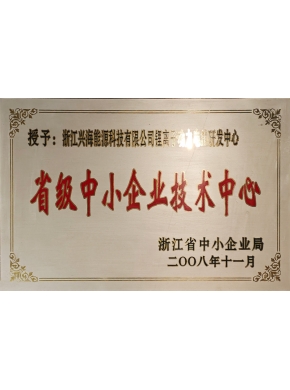 授予：浙江兴海能源科技有限公司锂高 研发中心
省级中小企业技术中心
浙江省中小企业局
二〇〇八年十一月